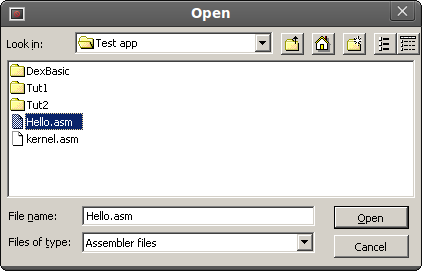 Open
Look in: Test app
DexBasic
Tut1
Tut2
Hello.asm
kernel.asm
File name: Hello.asm Open
Files of type: Assembler files Cancel